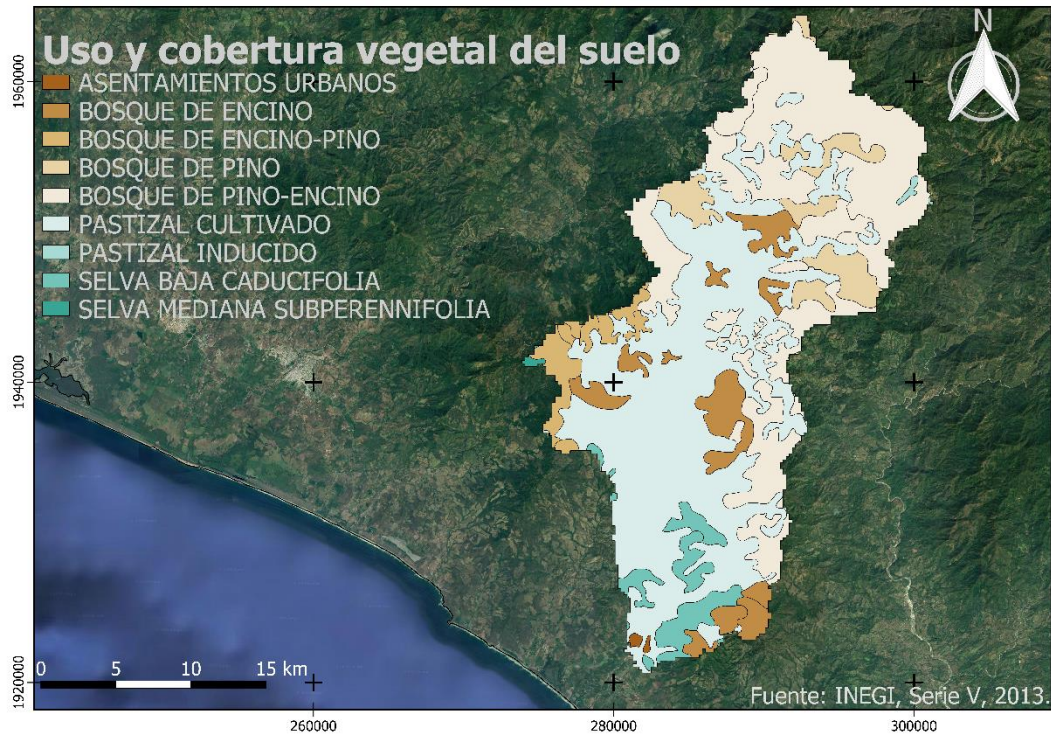 Uso y cobertura vegetal del suelo
N
ASENTAMIENTOS URBANOS
BOSQUE DE ENCINO
BOSQUE DE ENCINO-PINO
BOSQUE DE PINO
BOSQUE DE PINO-ENCINO
PASTIZAL CULTIVADO
PASTIZAL INDUCIDO
SELVA BAJA CADUCIFOLIA
SELVA MEDIANA SUBPERENNIFOLIA
1960000
1940000
1920000
0 5 10 15 km
Fuente: INEGI, Serie V, 2013.
260000 280000 300000